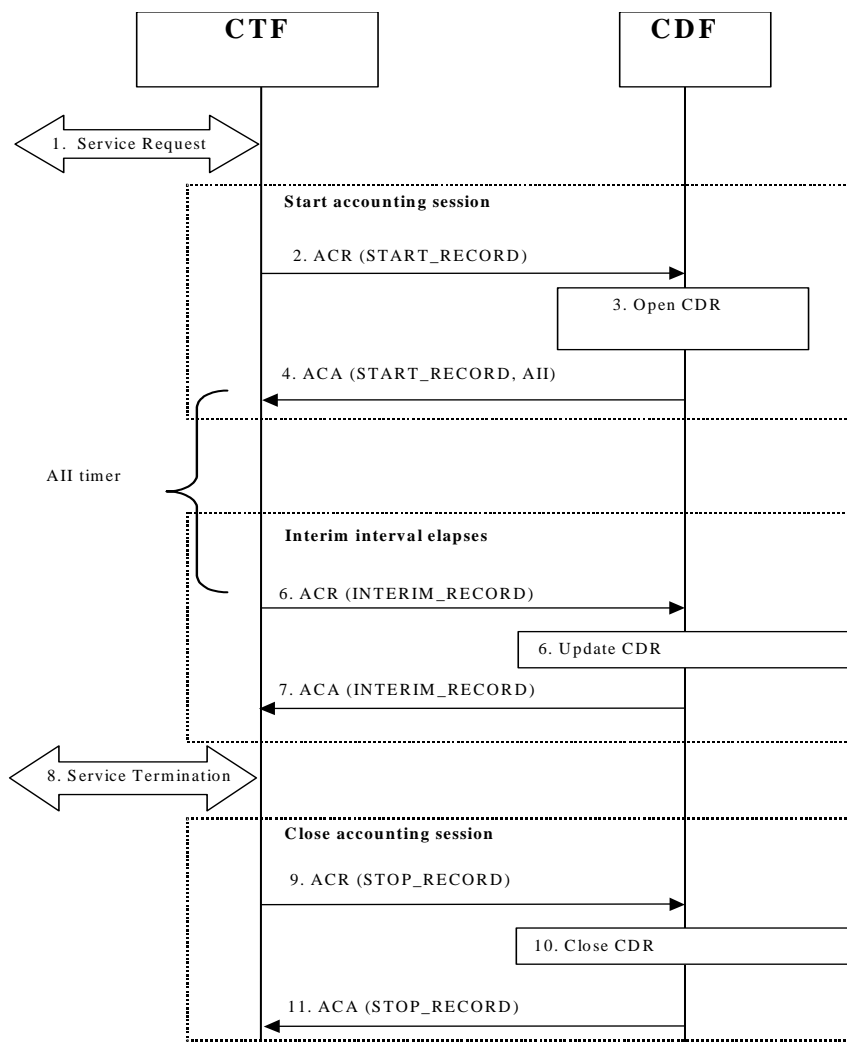 CTF
CDF
1. Service Request
Start accounting session
2. ACR (START_RECORD)
3. Open CDR
4. ACA (START_RECORD, AII)
AII timer
Interim interval elapses
6. ACR (INTERIM_RECORD)
6. Update CDR
7. ACA (INTERIM_RECORD)
8. Service Termination
Close accounting session
9. ACR (STOP_RECORD)
10. Close CDR
11. ACA (STOP_RECORD)